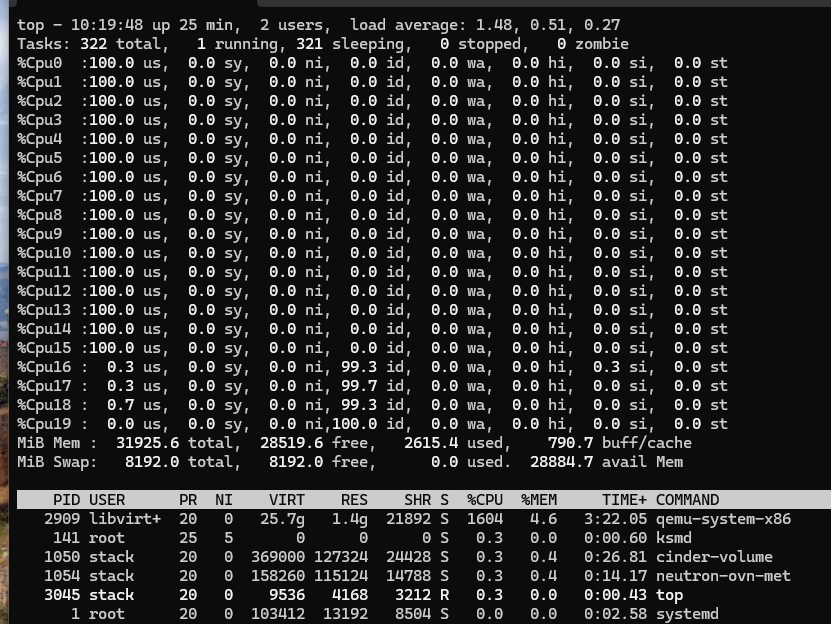 top - 10:19:48 up 25 min,  2 users,  load average: 1.48, 0.51, 0.27
Tasks: 322 total,   1 running, 321 sleeping,   0 stopped,   0 zombie
%Cpu0  :100.0 us,  0.0 sy,  0.0 ni,  0.0 id,  0.0 wa,  0.0 hi,  0.0 si,  0.0 st
%Cpu1  :100.0 us,  0.0 sy,  0.0 ni,  0.0 id,  0.0 wa,  0.0 hi,  0.0 si,  0.0 st
%Cpu2  :100.0 us,  0.0 sy,  0.0 ni,  0.0 id,  0.0 wa,  0.0 hi,  0.0 si,  0.0 st
%Cpu3  :100.0 us,  0.0 sy,  0.0 ni,  0.0 id,  0.0 wa,  0.0 hi,  0.0 si,  0.0 st
%Cpu4  :100.0 us,  0.0 sy,  0.0 ni,  0.0 id,  0.0 wa,  0.0 hi,  0.0 si,  0.0 st
%Cpu5  :100.0 us,  0.0 sy,  0.0 ni,  0.0 id,  0.0 wa,  0.0 hi,  0.0 si,  0.0 st
%Cpu6  :100.0 us,  0.0 sy,  0.0 ni,  0.0 id,  0.0 wa,  0.0 hi,  0.0 si,  0.0 st
%Cpu7  :100.0 us,  0.0 sy,  0.0 ni,  0.0 id,  0.0 wa,  0.0 hi,  0.0 si,  0.0 st
%Cpu8  :100.0 us,  0.0 sy,  0.0 ni,  0.0 id,  0.0 wa,  0.0 hi,  0.0 si,  0.0 st
%Cpu9  :100.0 us,  0.0 sy,  0.0 ni,  0.0 id,  0.0 wa,  0.0 hi,  0.0 si,  0.0 st
%Cpu10 :100.0 us,  0.0 sy,  0.0 ni,  0.0 id,  0.0 wa,  0.0 hi,  0.0 si,  0.0 st
%Cpu11 :100.0 us,  0.0 sy,  0.0 ni,  0.0 id,  0.0 wa,  0.0 hi,  0.0 si,  0.0 st
%Cpu12 :100.0 us,  0.0 sy,  0.0 ni,  0.0 id,  0.0 wa,  0.0 hi,  0.0 si,  0.0 st
%Cpu13 :100.0 us,  0.0 sy,  0.0 ni,  0.0 id,  0.0 wa,  0.0 hi,  0.0 si,  0.0 st
%Cpu14 :100.0 us,  0.0 sy,  0.0 ni,  0.0 id,  0.0 wa,  0.0 hi,  0.0 si,  0.0 st
%Cpu15 :100.0 us,  0.0 sy,  0.0 ni,  0.0 id,  0.0 wa,  0.0 hi,  0.0 si,  0.0 st
%Cpu16 :  0.3 us,  0.0 sy,  0.0 ni, 99.3 id,  0.0 wa,  0.0 hi,  0.3 si,  0.0 st
%Cpu17 :  0.3 us,  0.0 sy,  0.0 ni, 99.7 id,  0.0 wa,  0.0 hi,  0.0 si,  0.0 st
%Cpu18 :  0.7 us,  0.0 sy,  0.0 ni, 99.3 id,  0.0 wa,  0.0 hi,  0.0 si,  0.0 st
%Cpu19 :  0.0 us,  0.0 sy,  0.0 ni,100.0 id,  0.0 wa,  0.0 hi,  0.0 si,  0.0 st
MiB Mem :  31925.6 total,  28519.6 free,   2615.4 used,    790.7 buff/cache
MiB Swap:   8192.0 total,   8192.0 free,      0.0 used.  28884.7 avail Mem
PID USER      PR  NI    VIRT    RES    SHR S  %CPU  %MEM     TIME+ COMMAND
2909 libvirt+  20   0   25.7g   1.4g  21892 S  1604   4.6   3:22.05 qemu-system-x86
141 root      25   5       0      0      0 S   0.3   0.0   0:00.60 ksmd
1050 stack     20   0  369000 127324  24428 S   0.3   0.4   0:26.81 cinder-volume
1054 stack     20   0  158260 115124  14788 S   0.3   0.4   0:14.17 neutron-ovn-met
3045 stack     20   0    9536   4168   3212 R   0.3   0.0   0:00.43 top
1 root      20   0  103412  13192   8504 S   0.0   0.0   0:02.58 systemd